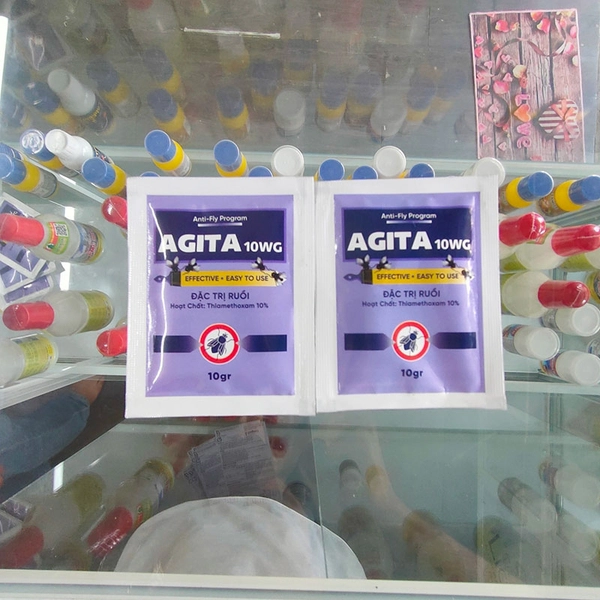 Anti-Fly Program
AGITA 10WG
EFFECTIVE + EASY TO USE
ĐẶC TRỊ RUỒI
Hoạt Chất: Thiamethoxam 10%
10gr
Anti-Fly Program
AGITA 10WG
EFFECTIVE + EASY TO USE
ĐẶC TRỊ RUỒI
Hoạt Chất: Thiamethoxam 10%
10gr
Love